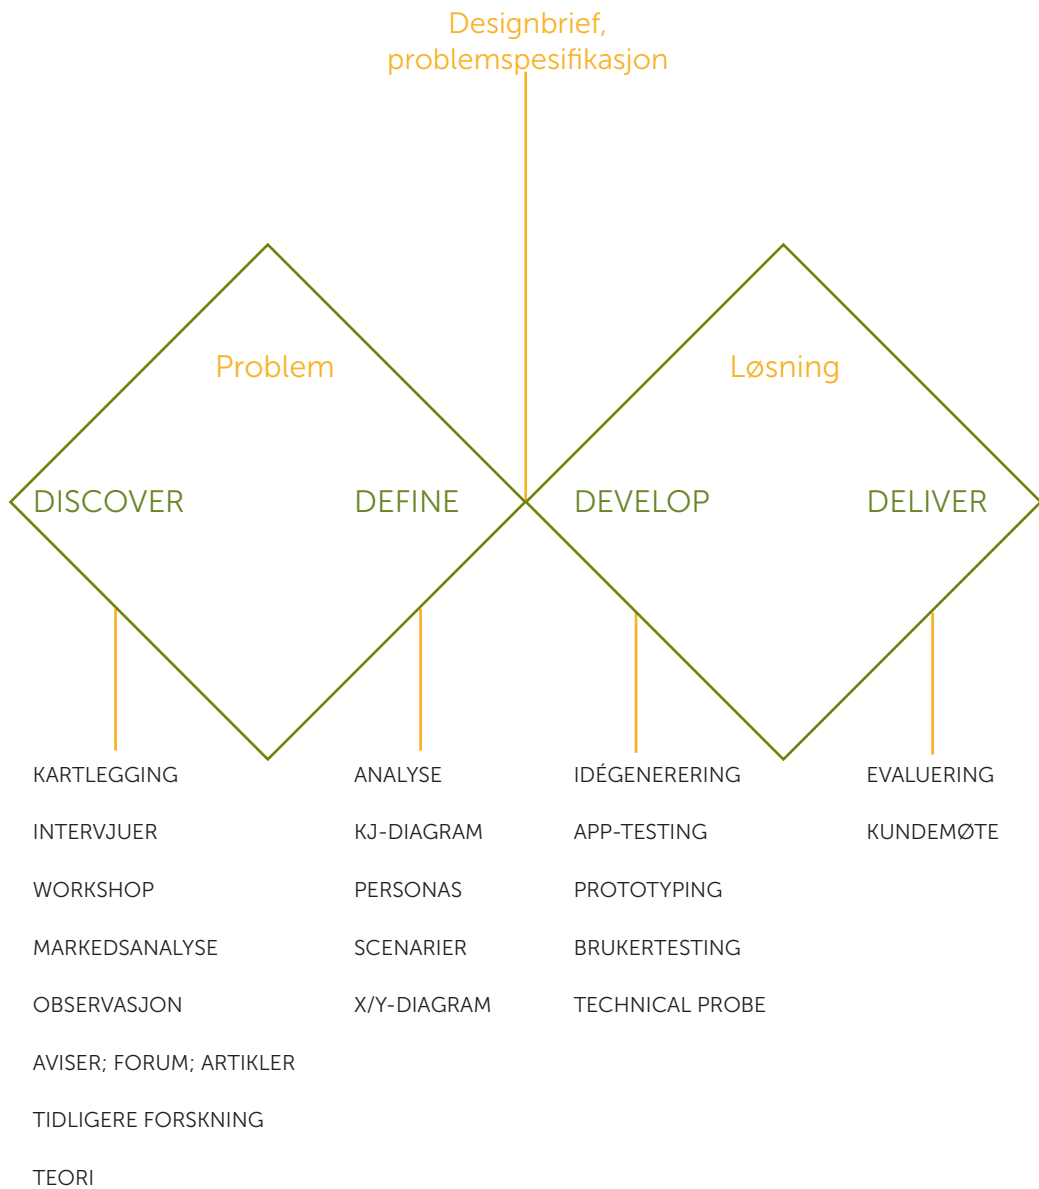 Designbrief,
problemspesifikasjon
Problem
Løsning
DISCOVER
DEFINE
DEVELOP
DELIVER
KARTLEGGING
INTERVJUER
WORKSHOP
MARKEDSANALYSE
OBSERVASJON
AVISER; FORUM; ARTIKLER
TIDLIGERE FORSKNING
TEORI
ANALYSE
KJ-DIAGRAM
PERSONAS
SCENARIER
X/Y-DIAGRAM
IDÉGENERERING
APP-TESTING
PROTOTYPING
BRUKERTESTING
TECHNICAL PROBE
EVALUERING
KUNDEMØTE